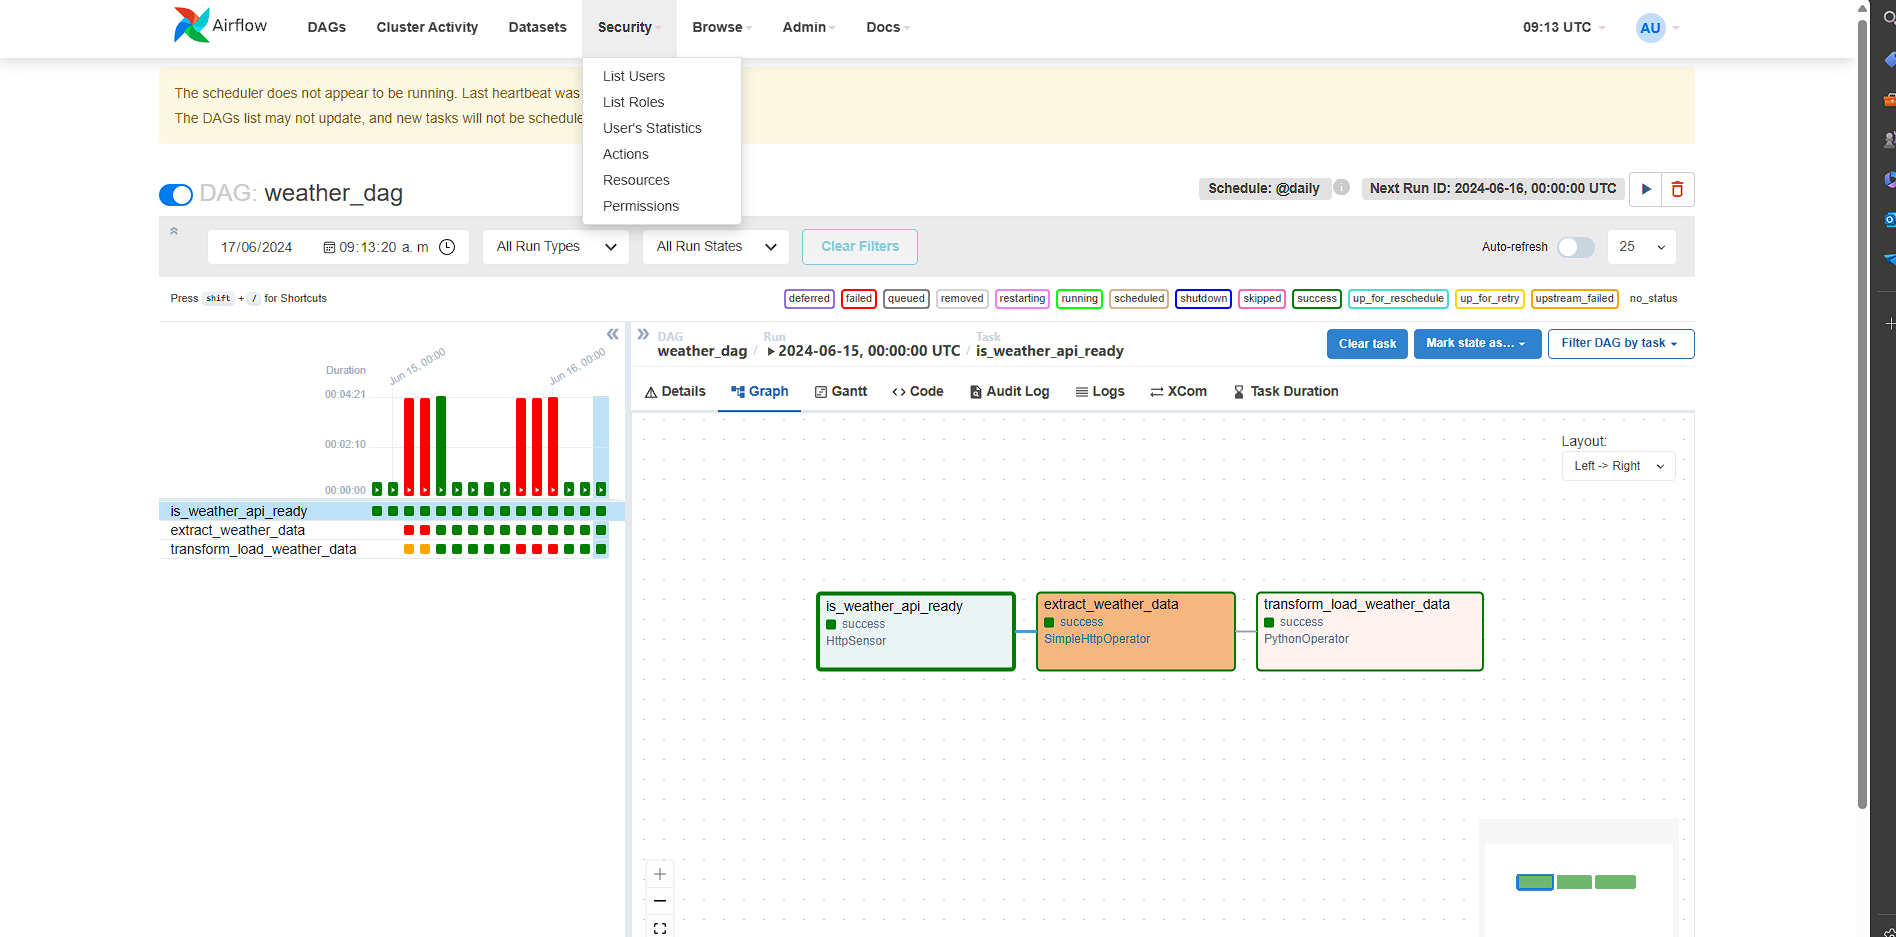 Airflow DAGs Cluster Activity Datasets Security Browse Admin Docs 09:13 UTC AU
List Users
List Roles
User's Statistics
Actions
Resources
Permissions
The scheduler does not appear to be running. Last heartbeat was
The DAGs list may not update, and new tasks will not be schedule
DAG: weather_dag Schedule: @daily i Next Run ID: 2024-06-16, 00:00:00 UTC
17/06/2024 09:13:20 a. m All Run Types All Run States Clear Filters Auto-refresh 25
Press shift + / for Shortcuts deferred failed queued removed restarting running scheduled shutdown skipped success up_for_reschedule up_for_retry upstream_failed no_status
Duration
Jun 15, 00:00 Jun 16, 00:00
00:04:21
00:02:10
00:00:00
is_weather_api_ready
extract_weather_data
transform_load_weather_data
DAG Run Task
weather_dag / 2024-06-15, 00:00:00 UTC / is_weather_api_ready
Clear task Mark state as... Filter DAG by task
Details Graph Gantt Code Audit Log Logs XCom Task Duration
Layout:
Left -> Right
is_weather_api_ready
success
HttpSensor
extract_weather_data
success
SimpleHttpOperator
transform_load_weather_data
success
PythonOperator